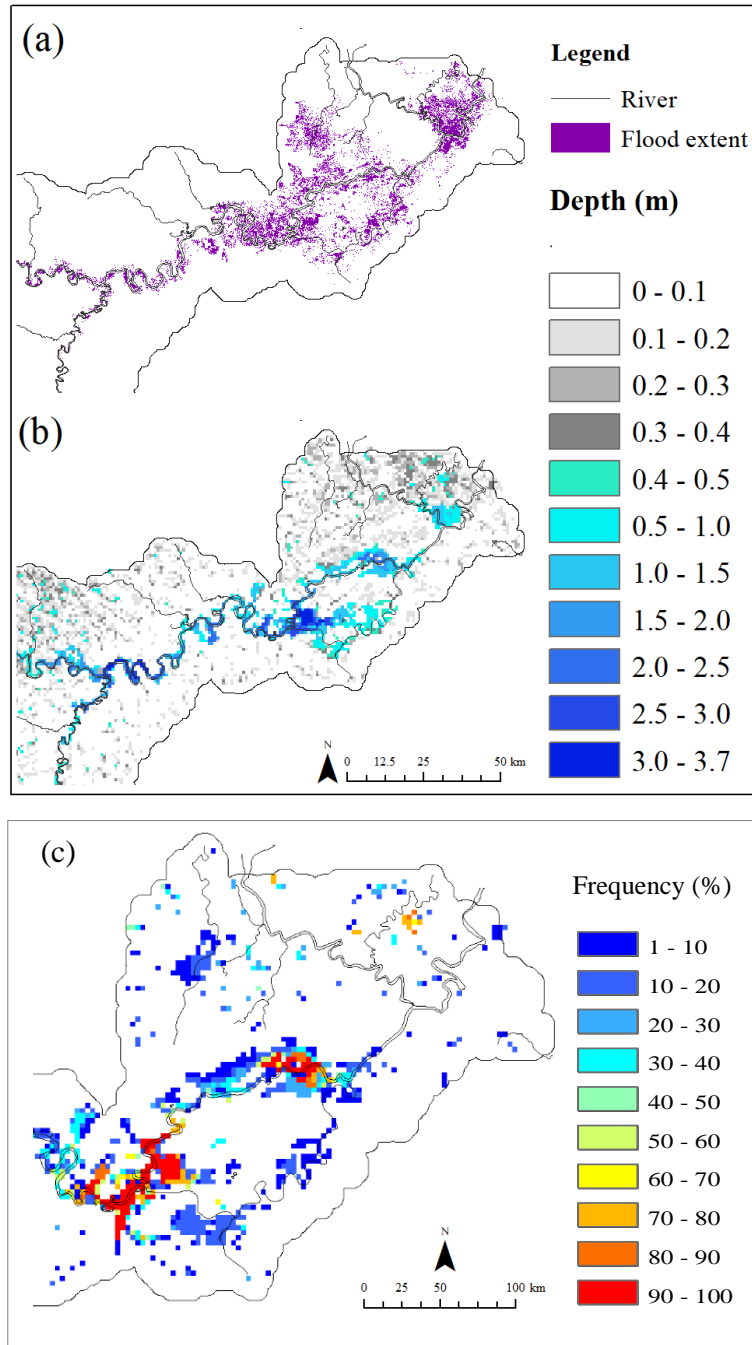 (a)
Legend
River
Flood extent
Depth (m)
0 - 0.1
0.1 - 0.2
0.2 - 0.3
0.3 - 0.4
0.4 - 0.5
0.5 - 1.0
1.0 - 1.5
1.5 - 2.0
2.0 - 2.5
2.5 - 3.0
3.0 - 3.7
(b)
N
0 12.5 25 50 km
(c)
Frequency (%)
1 - 10
10 - 20
20 - 30
30 - 40
40 - 50
50 - 60
60 - 70
70 - 80
80 - 90
90 - 100
N
0 25 50 100 km